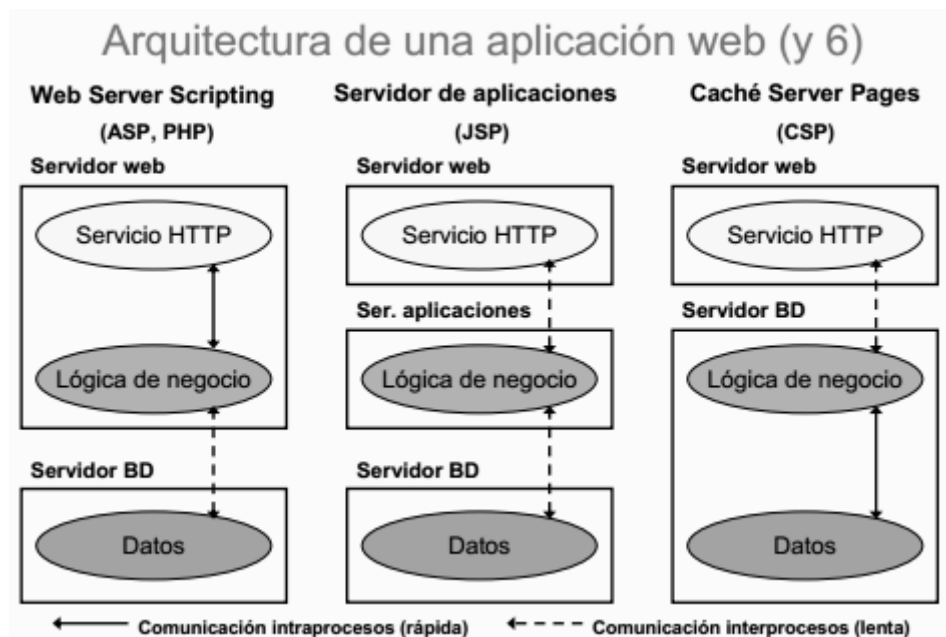 Arquitectura de una aplicación web (y 6)
Web Server Scripting
(ASP, PHP)
Servidor web
Servicio HTTP
Lógica de negocio
Servidor BD
Datos
Servidor de aplicaciones
(JSP)
Servidor web
Servicio HTTP
Ser. aplicaciones
Lógica de negocio
Servidor BD
Datos
Caché Server Pages
(CSP)
Servidor web
Servicio HTTP
Servidor BD
Lógica de negocio
Datos
Comunicación intraprocesos (rápida)
Comunicación interprocesos (lenta)